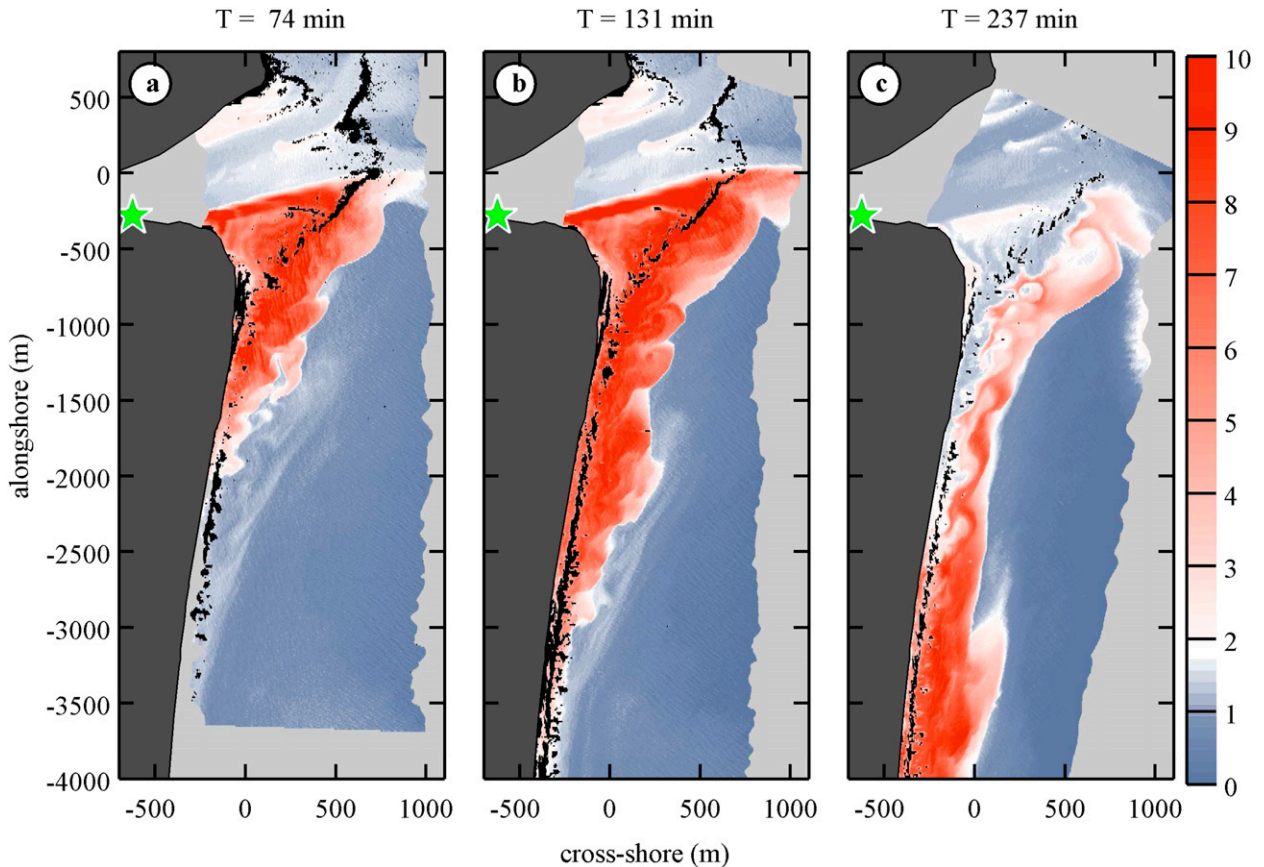 T = 74 min
T = 131 min
T = 237 min
a
b
c
500
0
-500
-1000
-1500
-2000
-2500
-3000
-3500
-4000
alongshore (m)
10
9
8
7
6
5
4
3
2
1
0
-500 0 500 1000
-500 0 500 1000
-500 0 500 1000
cross-shore (m)